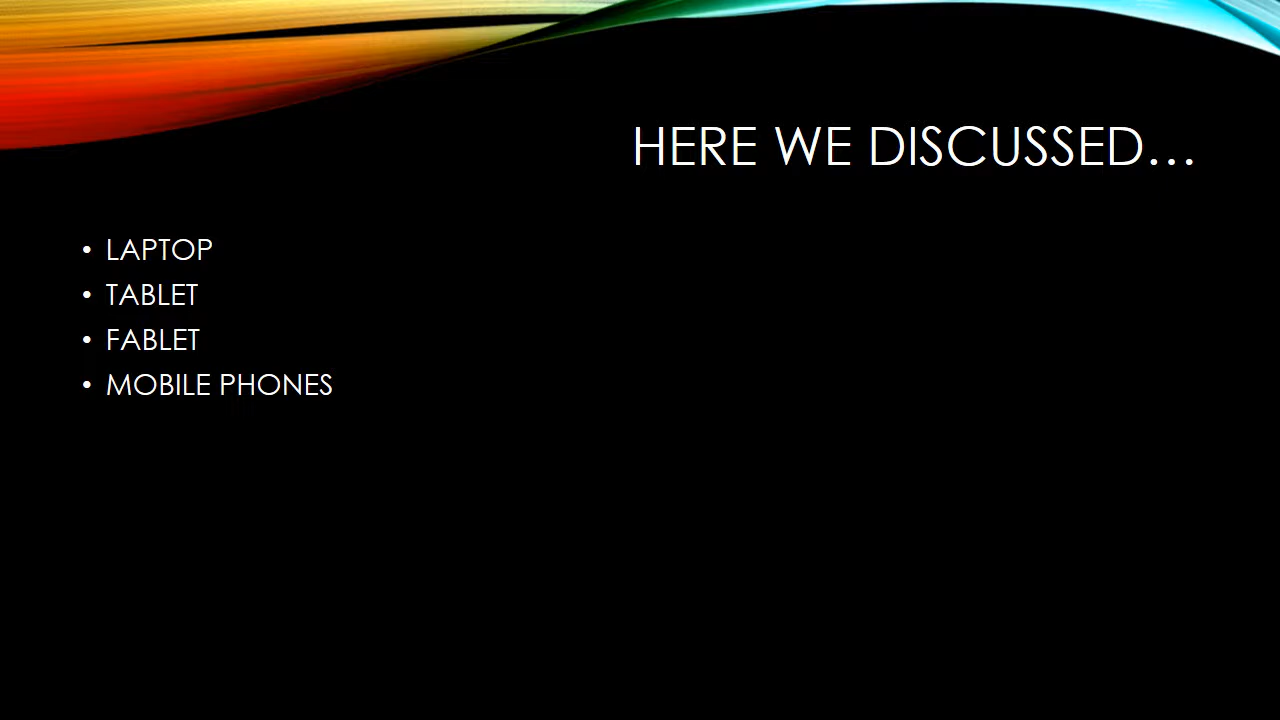 HERE WE DISCUSSED…
• LAPTOP
• TABLET
• FABLET
• MOBILE PHONES